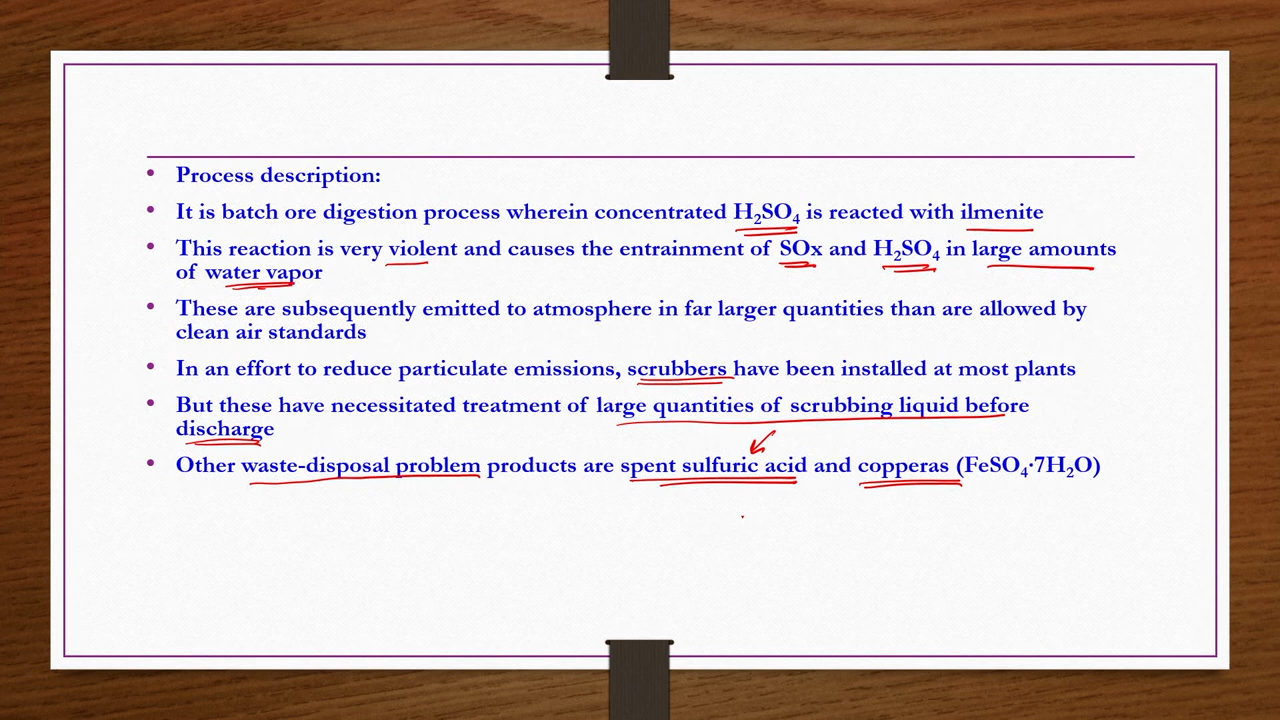 • Process description:
• It is batch ore digestion process wherein concentrated H₂SO₄ is reacted with ilmenite
• This reaction is very violent and causes the entrainment of SOx and H₂SO₄ in large amounts
of water vapor
• These are subsequently emitted to atmosphere in far larger quantities than are allowed by
clean air standards
• In an effort to reduce particulate emissions, scrubbers have been installed at most plants
• But these have necessitated treatment of large quantities of scrubbing liquid before
discharge
• Other waste-disposal problem products are spent sulfuric acid and copperas (FeSO₄·7H₂O)